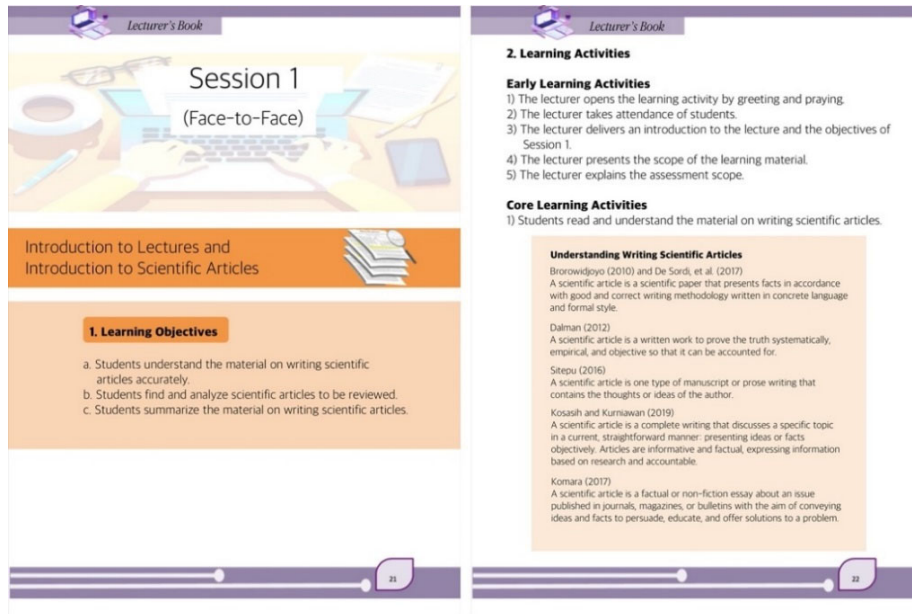 Lecturer's Book
Session 1
(Face-to-Face)
Introduction to Lectures and
Introduction to Scientific Articles
1. Learning Objectives
a. Students understand the material on writing scientific
articles accurately.
b. Students find and analyze scientific articles to be reviewed.
c. Students summarize the material on writing scientific articles.
21
Lecturer's Book
2. Learning Activities
Early Learning Activities
1) The lecturer opens the learning activity by greeting and praying.
2) The lecturer takes attendance of students.
3) The lecturer delivers an introduction to the lecture and the objectives of
Session 1.
4) The lecturer presents the scope of the learning material.
5) The lecturer explains the assessment scope.
Core Learning Activities
1) Students read and understand the material on writing scientific articles.
Understanding Writing Scientific Articles
Brorowidjoyo (2010) and De Sordi, et al. (2017)
A scientific article is a scientific paper that presents facts in accordance
with good and correct writing methodology written in concrete language
and formal style.
Dalman (2012)
A scientific article is a written work to prove the truth systematically,
empirical, and objective so that it can be accounted for.
Sitepu (2016)
A scientific article is one type of manuscript or prose writing that
contains the thoughts or ideas of the author.
Kosasih and Kurniawan (2019)
A scientific article is a complete writing that discusses a specific topic
in a current, straightforward manner: presenting ideas or facts
objectively. Articles are informative and factual, expressing information
based on research and accountable.
Komara (2017)
A scientific article is a factual or non-fiction essay about an issue
published in journals, magazines, or bulletins with the aim of conveying
ideas and facts to persuade, educate, and offer solutions to a problem.
22